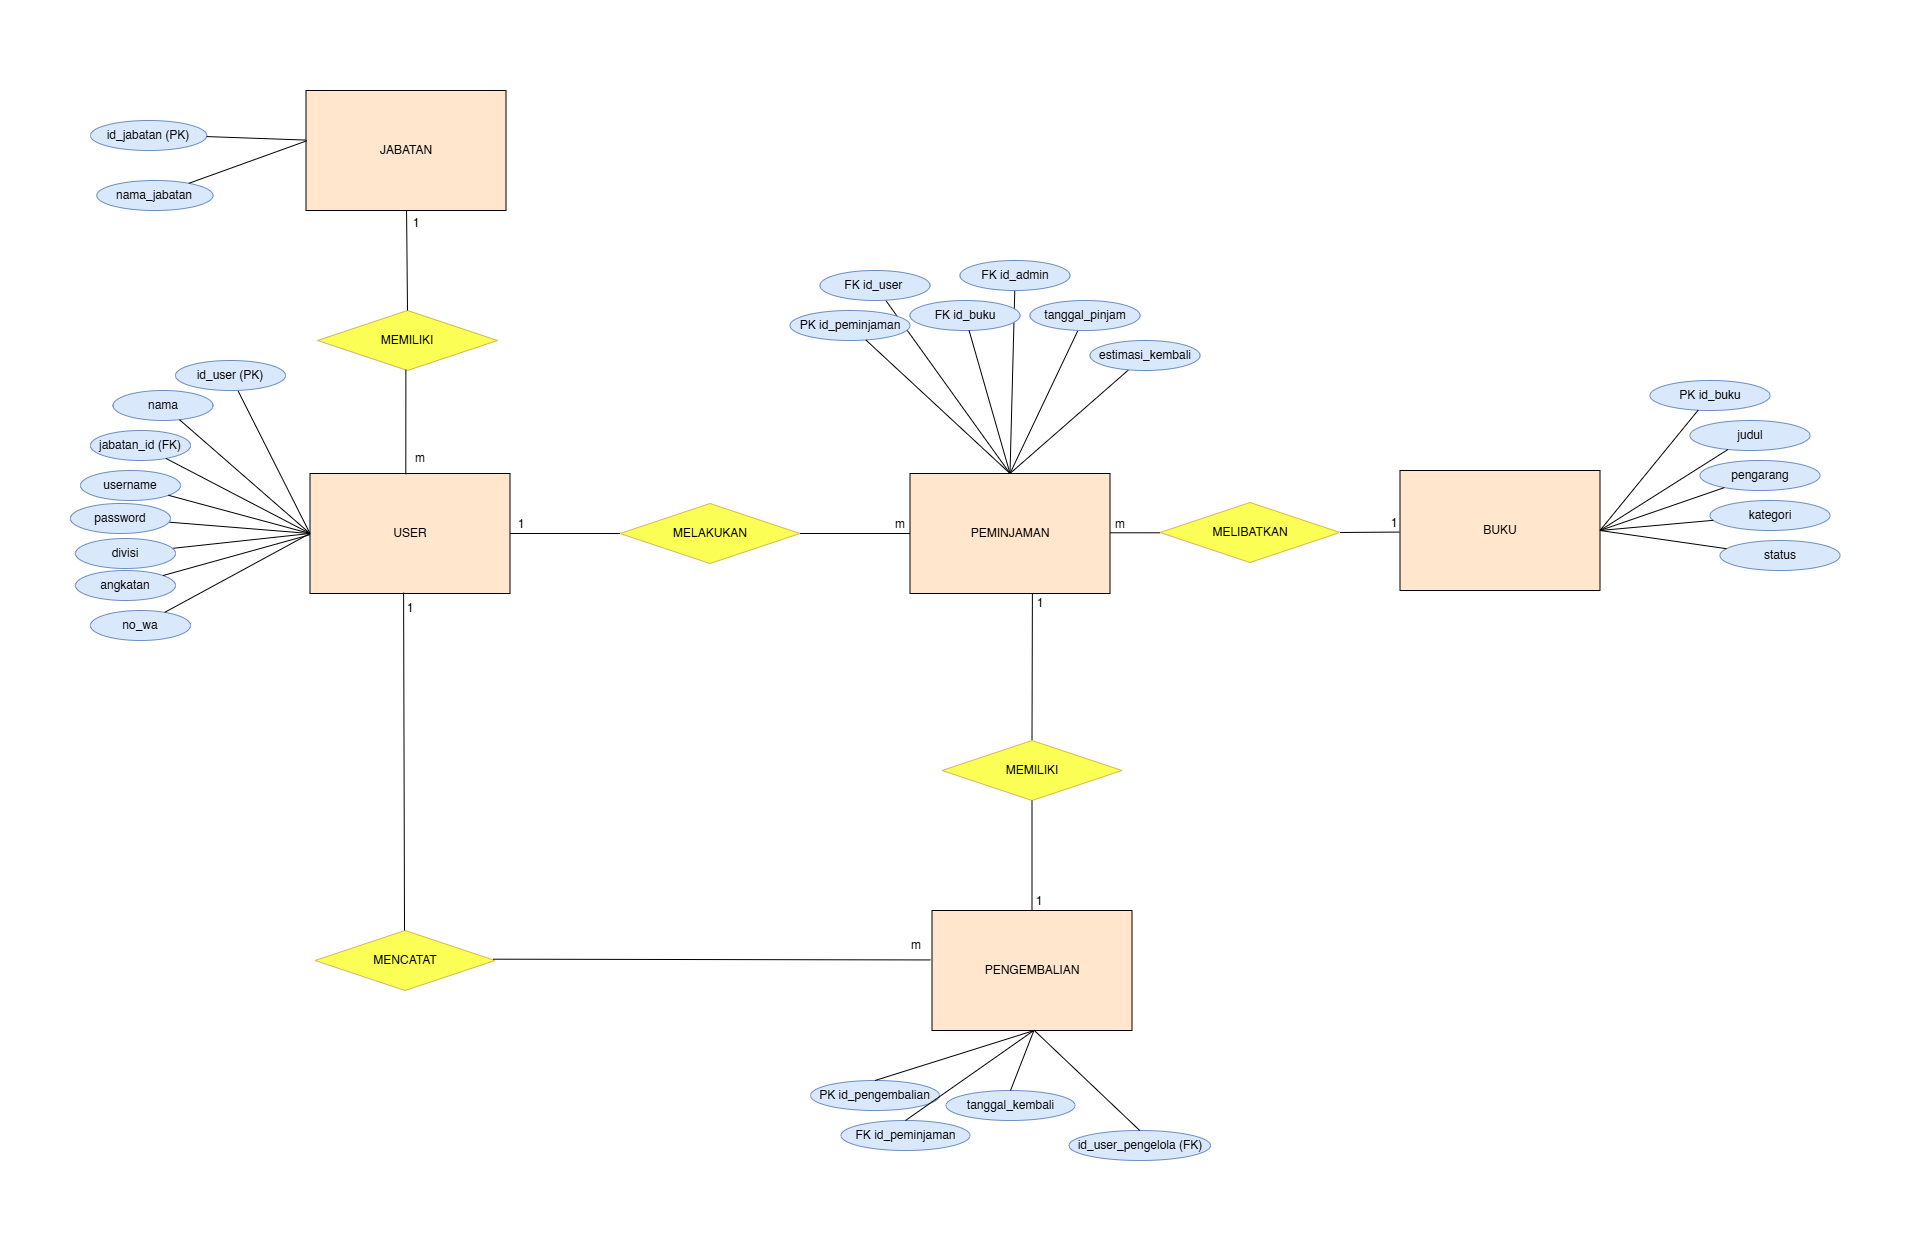 JABATAN
id_jabatan (PK)
nama_jabatan
1
MEMILIKI
m
id_user (PK)
nama
jabatan_id (FK)
username
password
divisi
angkatan
no_wa
USER
1
MELAKUKAN
m
FK id_admin
FK id_user
FK id_buku
tanggal_pinjam
PK id_peminjaman
estimasi_kembali
PEMINJAMAN
m
MELIBATKAN
1
BUKU
PK id_buku
judul
pengarang
kategori
status
1
1
MEMILIKI
1
MENCATAT
m
PENGEMBALIAN
PK id_pengembalian
tanggal_kembali
FK id_peminjaman
id_user_pengelola (FK)